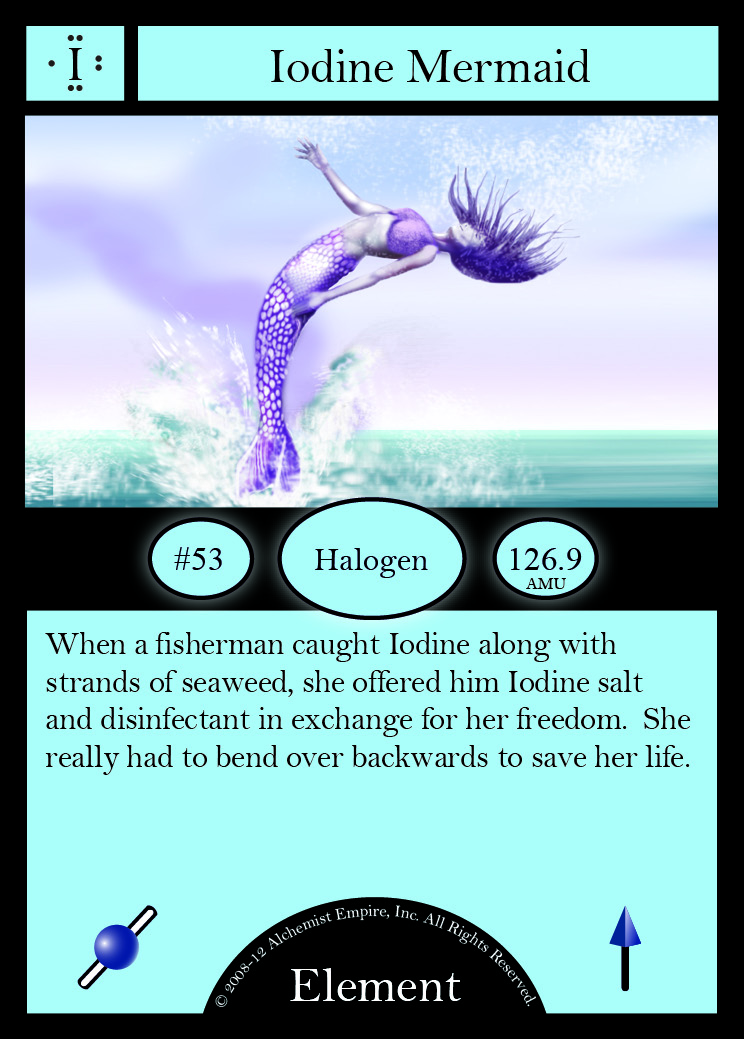 I
Iodine Mermaid
#53
Halogen
126.9
AMU
When a fisherman caught Iodine along with
strands of seaweed, she offered him Iodine salt
and disinfectant in exchange for her freedom.  She
really had to bend over backwards to save her life.
© 2008-12 Alchemist Empire, Inc. All Rights Reserved.
Element